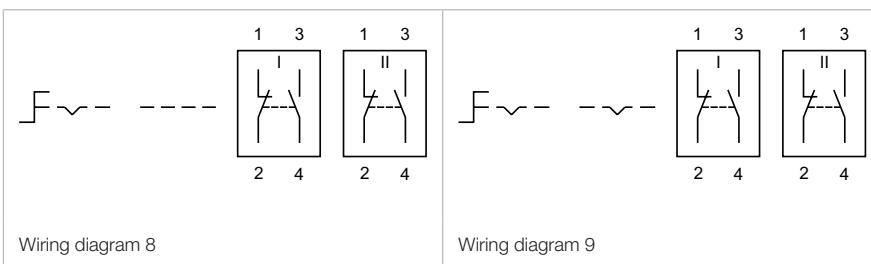 1 3 1 3 1 3 1 3
I II I II
2 4 2 4 2 4 2 4
Wiring diagram 8 Wiring diagram 9